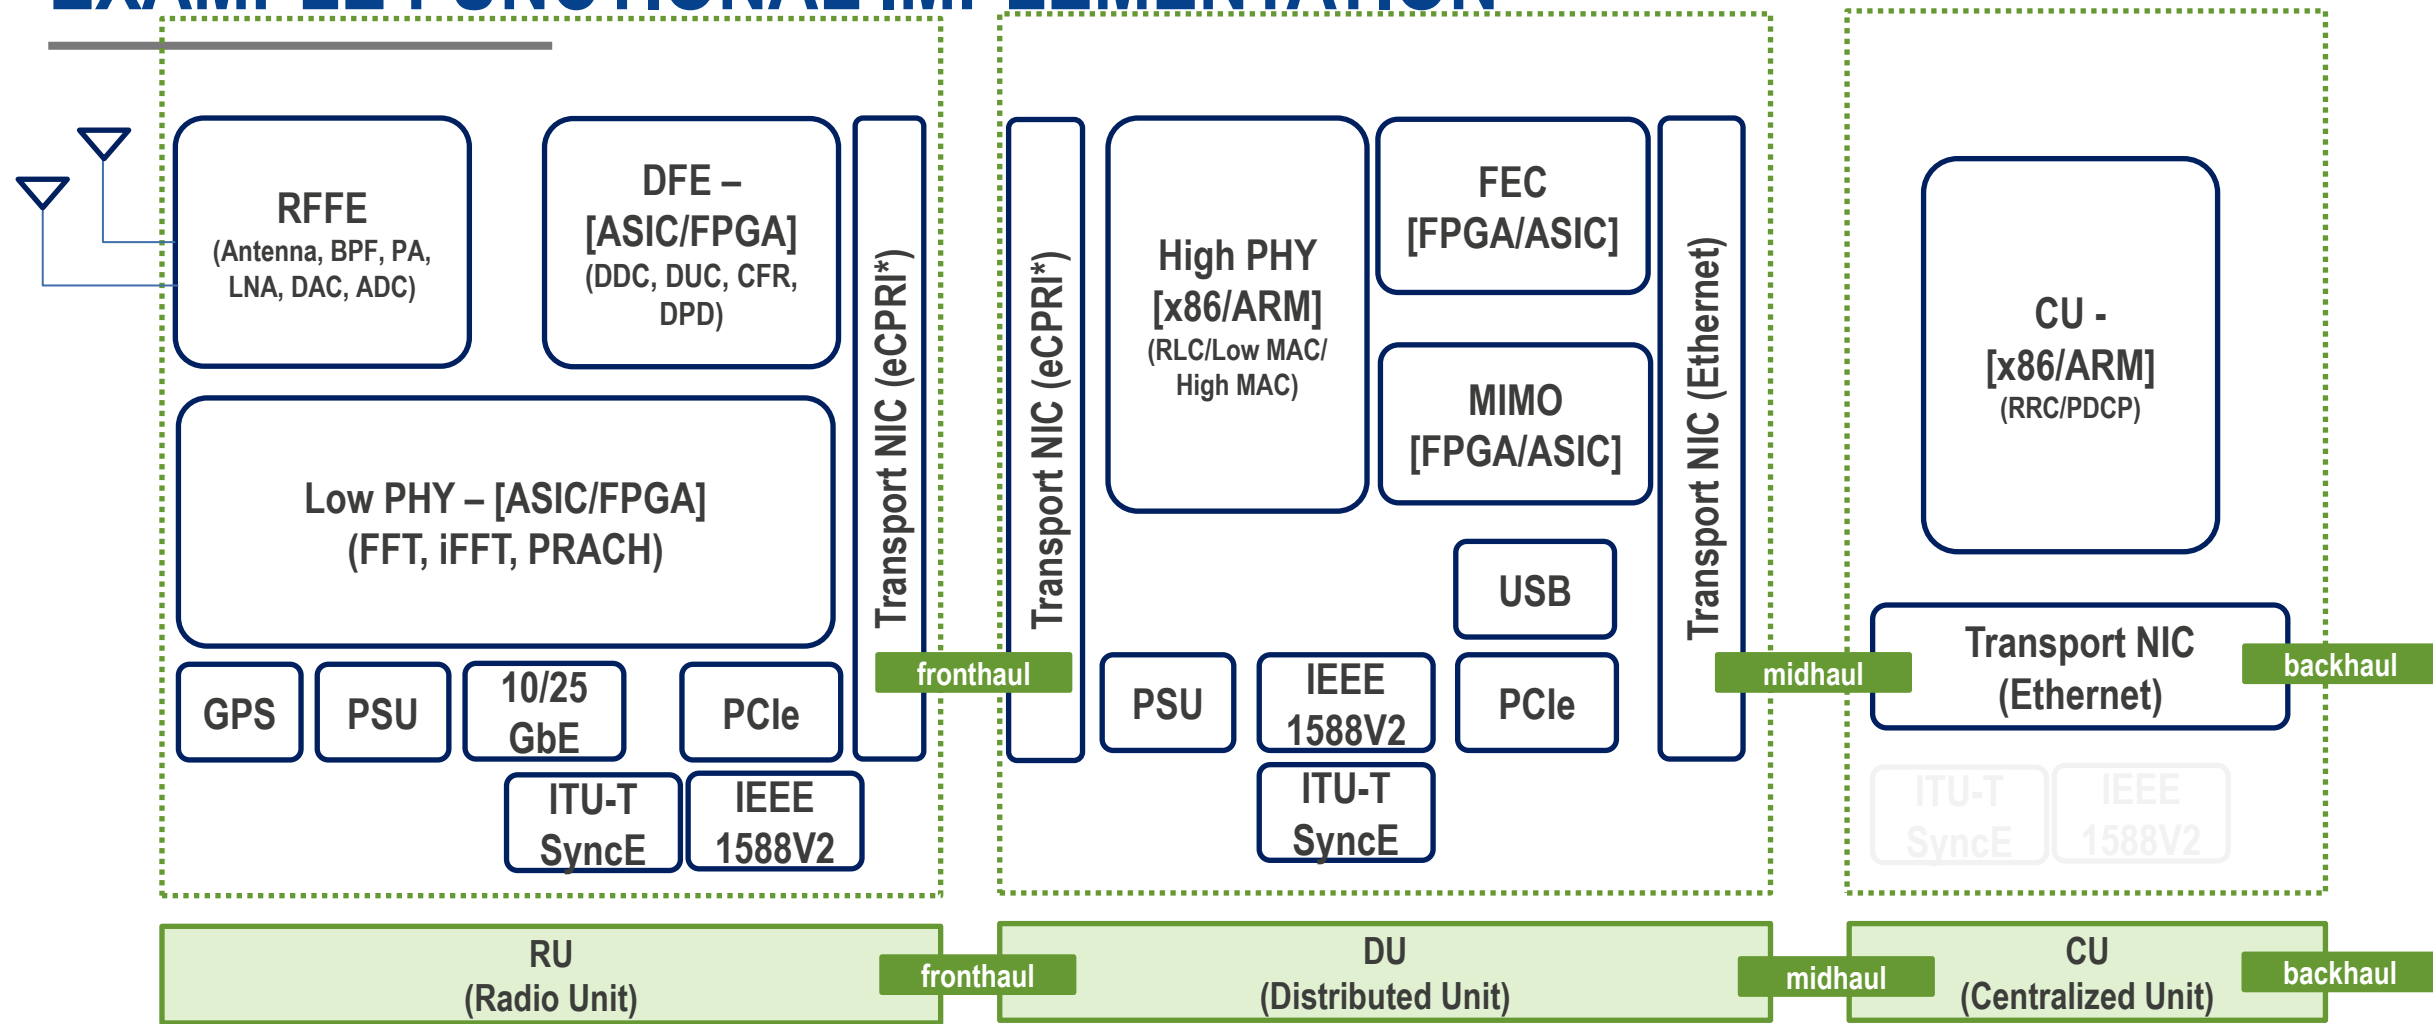 EXAMPLE FUNCTIONAL IMPLEMENTATION
RFFE
(Antenna, BPF, PA,
LNA, DAC, ADC)
DFE –
[ASIC/FPGA]
(DDC, DUC, CFR,
DPD)
Low PHY – [ASIC/FPGA]
(FFT, iFFT, PRACH)
GPS
PSU
10/25
GbE
PCIe
ITU-T
SyncE
IEEE
1588V2
Transport NIC (eCPRI*)
fronthaul
Transport NIC (eCPRI*)
High PHY
[x86/ARM]
(RLC/Low MAC/
High MAC)
FEC
[FPGA/ASIC]
MIMO
[FPGA/ASIC]
USB
PSU
IEEE
1588V2
PCIe
ITU-T
SyncE
Transport NIC (Ethernet)
midhaul
CU -
[x86/ARM]
(RRC/PDCP)
Transport NIC
(Ethernet)
backhaul
ITU-T
SyncE
IEEE
1588V2
RU
(Radio Unit)
fronthaul
DU
(Distributed Unit)
midhaul
CU
(Centralized Unit)
backhaul